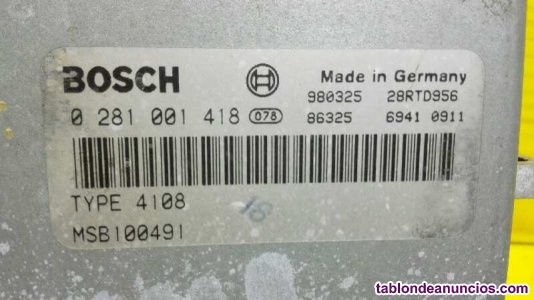 BOSCH
Made in Germany
980325 28RTD956
0 281 001 418 078 86325 6941 0911
TYPE 4108
18
MSB100491
tablondeanuncios.com